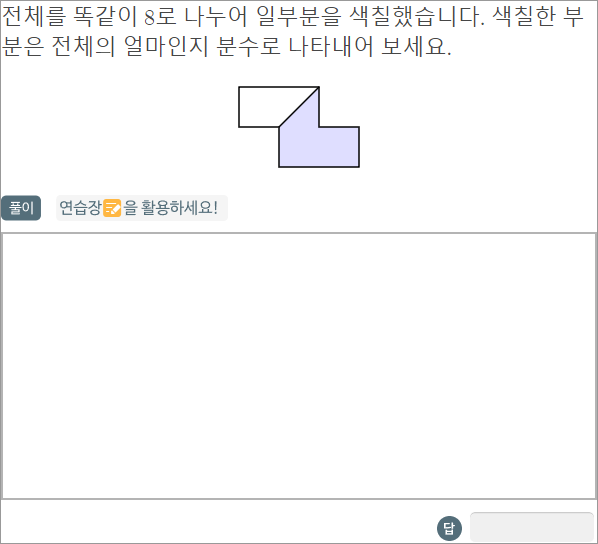 전체를 똑같이 8로 나누어 일부분을 색칠했습니다. 색칠한 부
분은 전체의 얼마인지 분수로 나타내어 보세요.
풀이 연습장을 활용하세요!
답